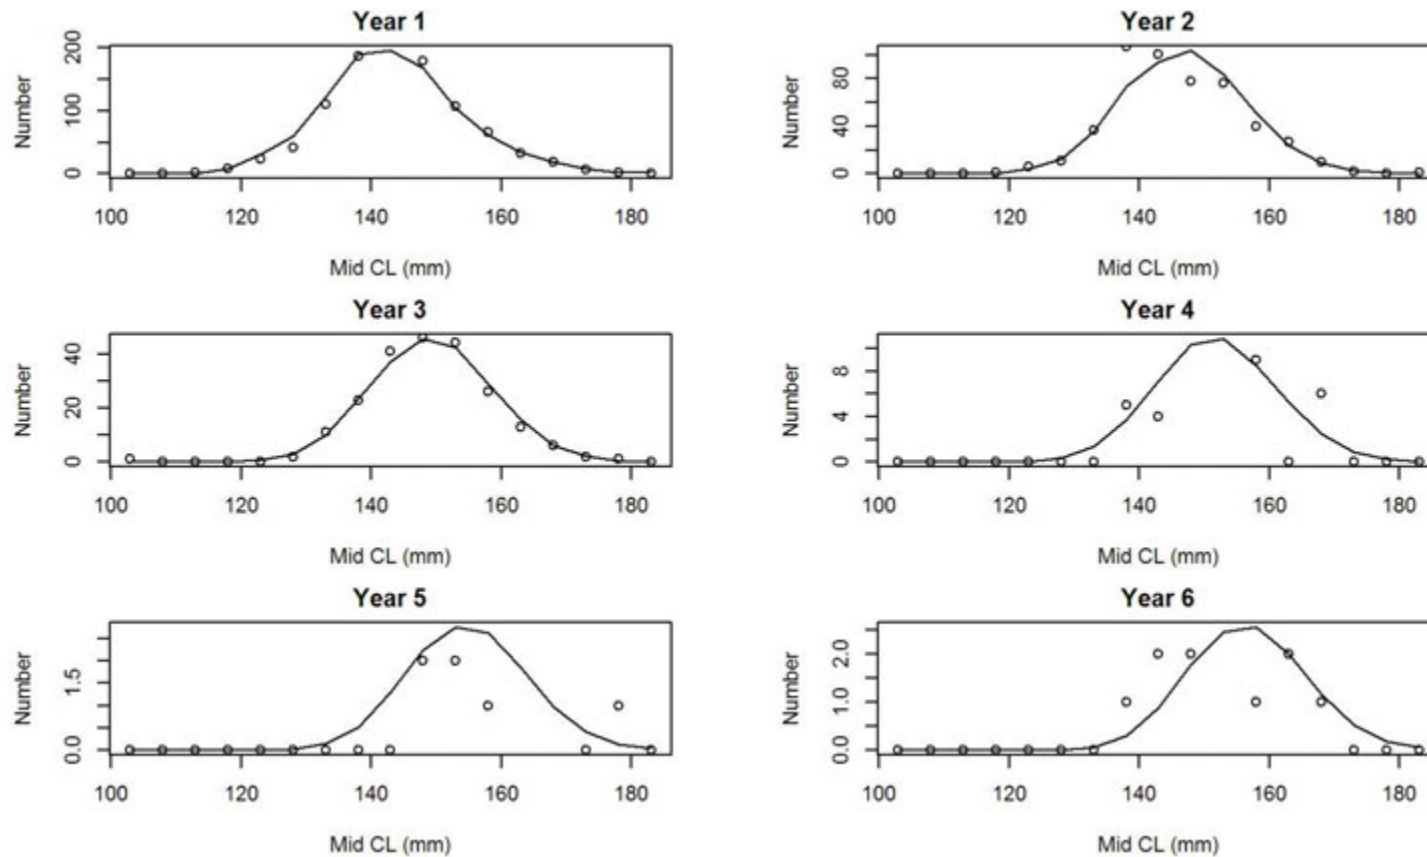 Year 1
Number
0 100 200
100 120 140 160 180
Mid CL (mm)
Year 2
Number
0 40 80
100 120 140 160 180
Mid CL (mm)
Year 3
Number
0 20 40
100 120 140 160 180
Mid CL (mm)
Year 4
Number
0 4 8
100 120 140 160 180
Mid CL (mm)
Year 5
Number
0.0 1.5
100 120 140 160 180
Mid CL (mm)
Year 6
Number
0.0 1.0 2.0
100 120 140 160 180
Mid CL (mm)